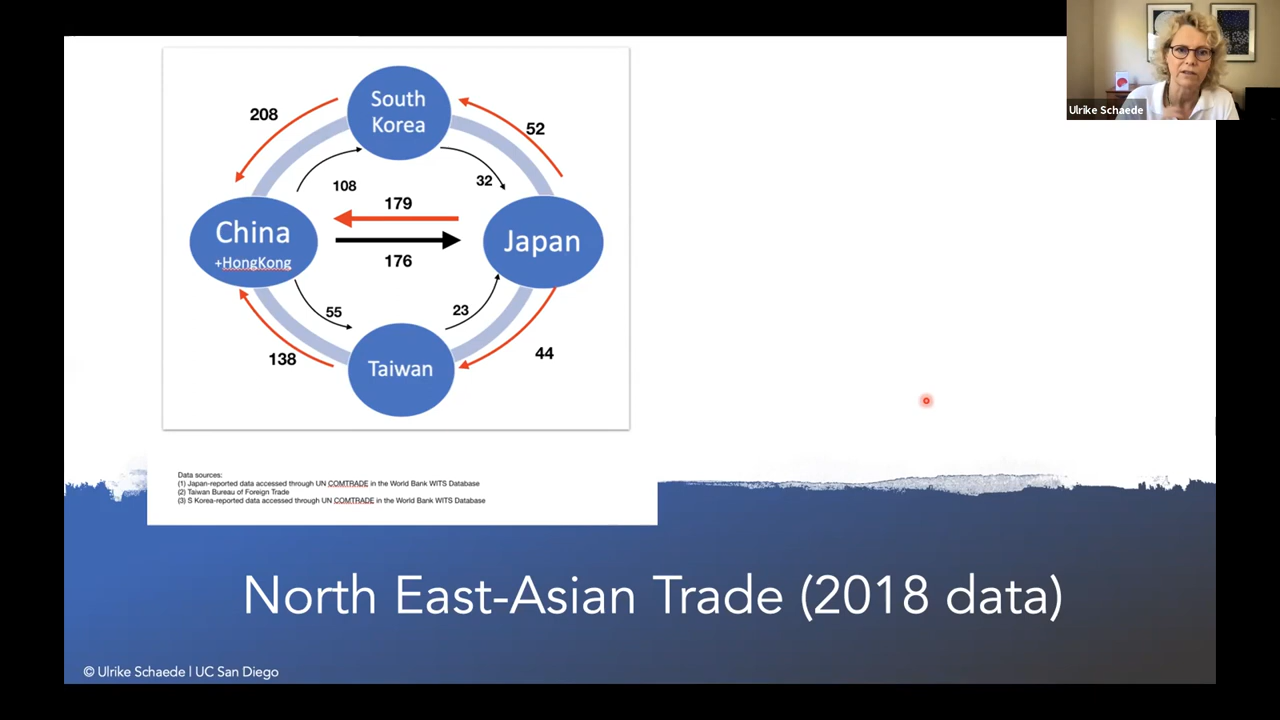 South
Korea
208
52
108
32
179
China
+HongKong
Japan
176
55
23
138
44
Taiwan
Data sources:
(1) Japan-reported data accessed through UN COMTRADE in the World Bank WITS Database
(2) Taiwan Bureau of Foreign Trade
(3) S Korea-reported data accessed through UN COMTRADE in the World Bank WITS Database
North East-Asian Trade (2018 data)
© Ulrike Schaede | UC San Diego
Ulrike Schaede